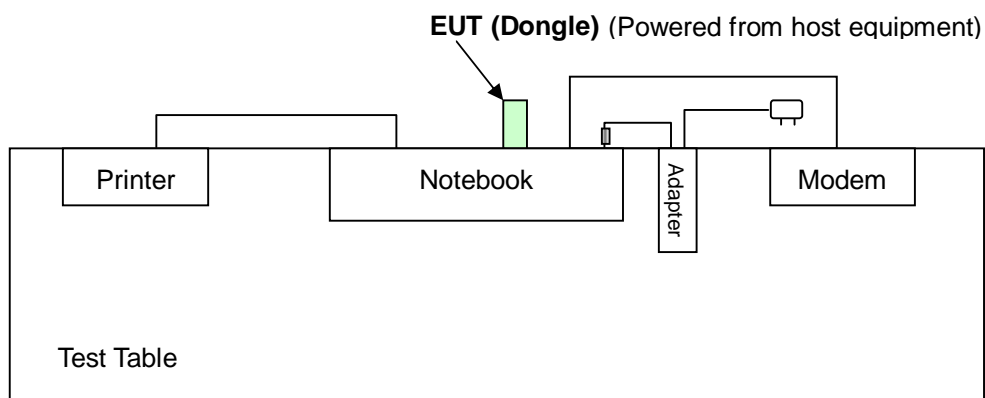 EUT (Dongle) (Powered from host equipment)
Printer
Notebook
Adapter
Modem
Test Table